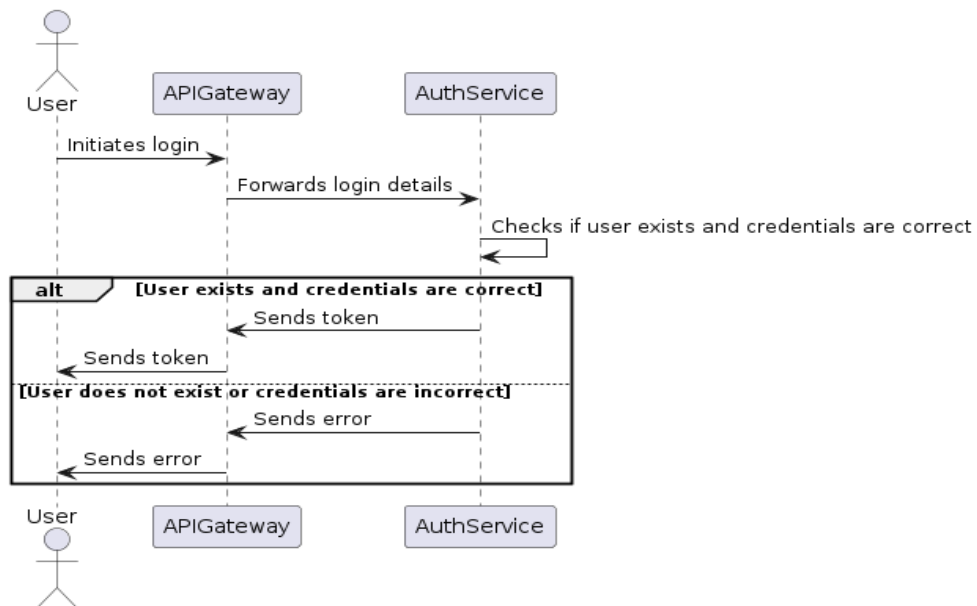 User
APIGateway
AuthService
Initiates login
Forwards login details
Checks if user exists and credentials are correct
alt
[User exists and credentials are correct]
Sends token
Sends token
[User does not exist or credentials are incorrect]
Sends error
Sends error
User
APIGateway
AuthService